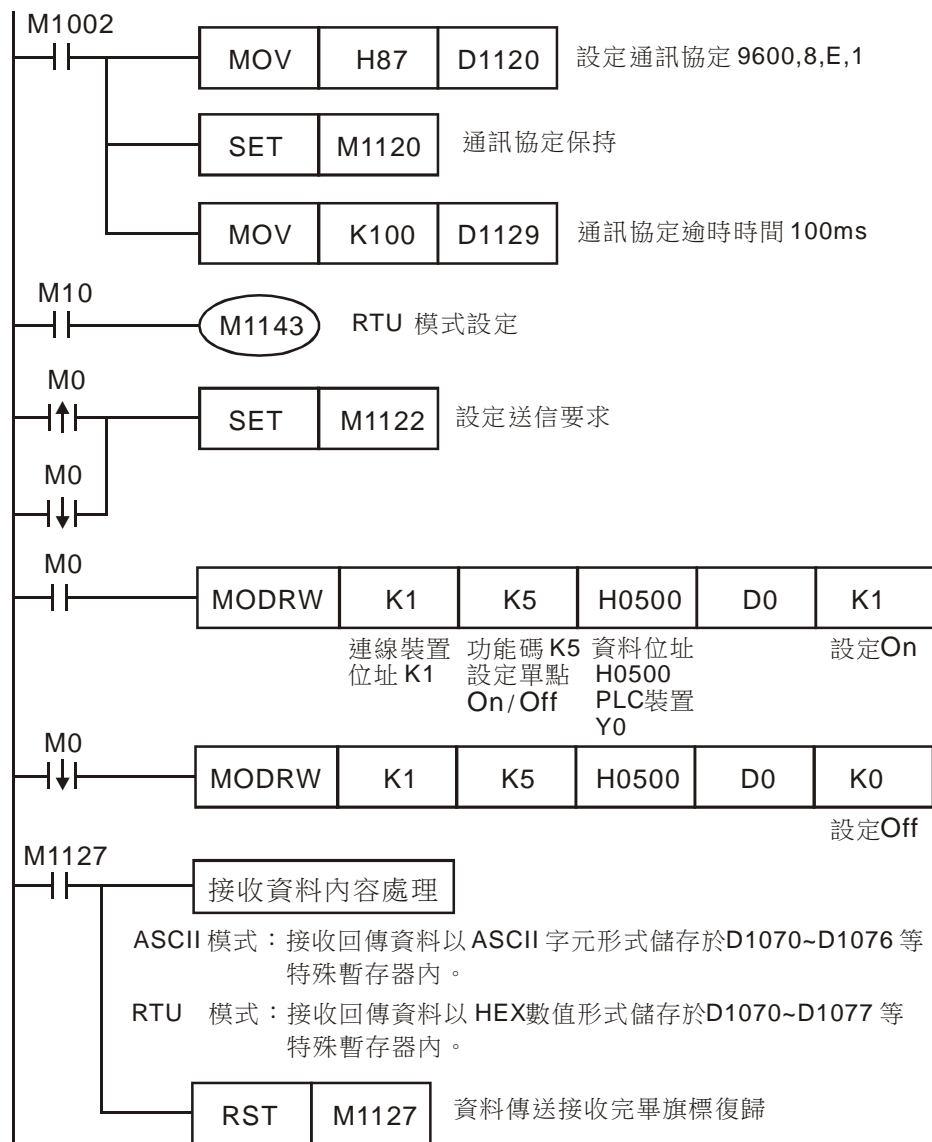 M1002
MOV H87 D1120 設定通訊協定 9600,8,E,1
SET M1120 通訊協定保持
MOV K100 D1129 通訊協定逾時時間 100ms
M10
M1143 RTU 模式設定
M0
SET M1122 設定送信要求
M0
M0
MODRW K1 K5 H0500 D0 K1
連線裝置 功能碼 K5 資料位址 設定On
位址 K1 設定單點 H0500
On/Off PLC裝置
Y0
M0
MODRW K1 K5 H0500 D0 K0
設定Off
M1127
接收資料內容處理
ASCII 模式：接收回傳資料以 ASCII 字元形式儲存於D1070~D1076 等
特殊暫存器內。
RTU 模式：接收回傳資料以 HEX數值形式儲存於D1070~D1077 等
特殊暫存器內。
RST M1127 資料傳送接收完畢旗標復歸